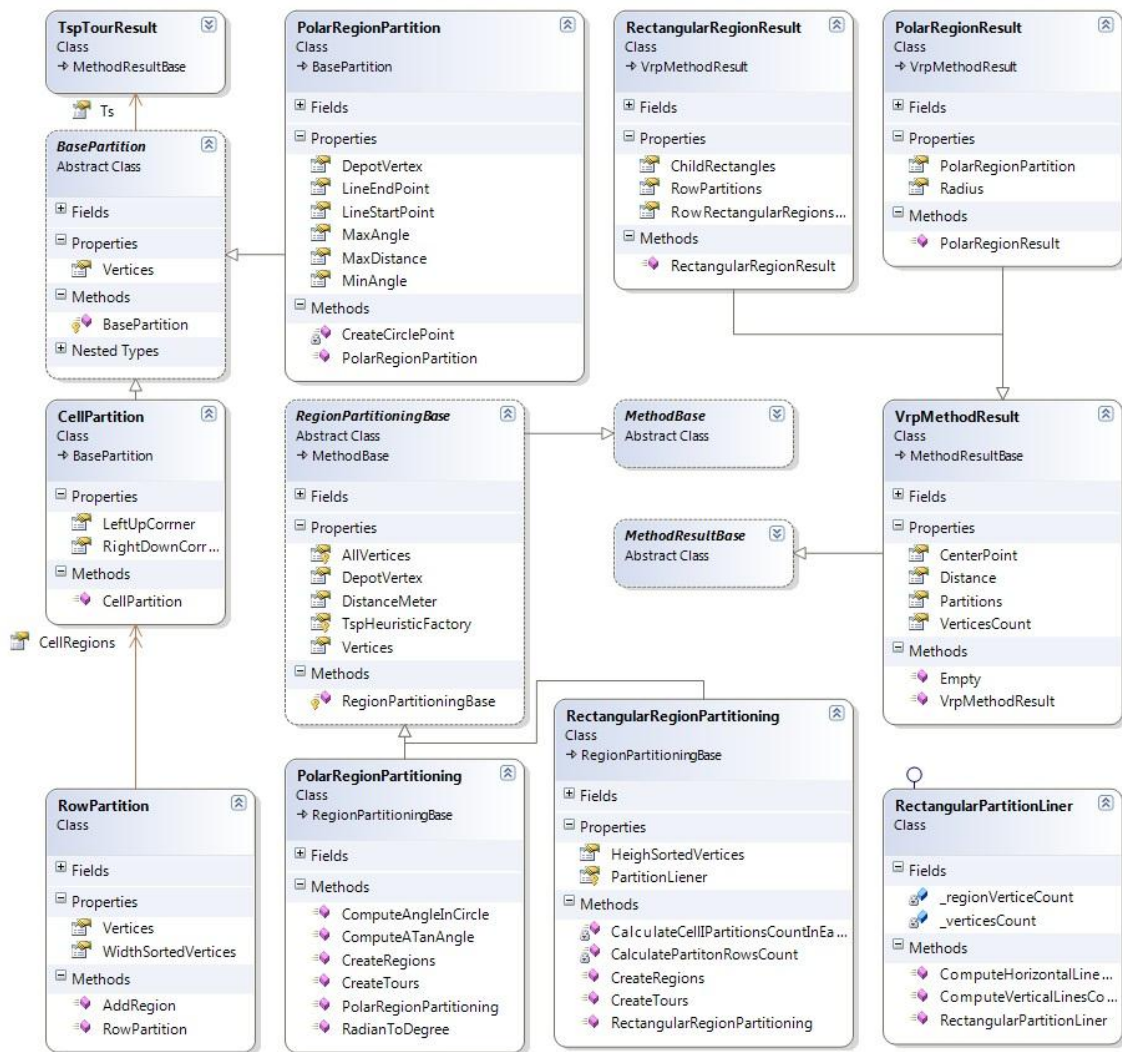 TspTourResult
Class
MethodResultBase
Ts
BasePartition
Abstract Class
Fields
Properties
Vertices
Methods
BasePartition
Nested Types
CellPartition
Class
BasePartition
Properties
LeftUpCorrner
RightDownCorr...
Methods
CellPartition
CellRegions
RowPartition
Class
Fields
Properties
Vertices
WidthSortedVertices
Methods
AddRegion
RowPartition
PolarRegionPartition
Class
BasePartition
Fields
Properties
DepotVertex
LineEndPoint
LineStartPoint
MaxAngle
MaxDistance
MinAngle
Methods
CreateCirclePoint
PolarRegionPartition
RegionPartitioningBase
Abstract Class
MethodBase
Fields
Properties
AllVertices
DepotVertex
DistanceMeter
TspHeuristicFactory
Vertices
Methods
RegionPartitioningBase
PolarRegionPartitioning
Class
RegionPartitioningBase
Fields
Methods
ComputeAngleInCircle
ComputeATanAngle
CreateRegions
CreateTours
PolarRegionPartitioning
RadianToDegree
RectangularRegionResult
Class
VrpMethodResult
Fields
Properties
ChildRectangles
RowPartitions
RowRectangularRegions...
Methods
RectangularRegionResult
MethodBase
Abstract Class
MethodResultBase
Abstract Class
RectangularRegionPartitioning
Class
RegionPartitioningBase
Fields
Properties
HeighSortedVertices
PartitionLiener
Methods
CalculateCellPartitionsCountInEa...
CalculatePartitonRowsCount
CreateRegions
CreateTours
RectangularRegionPartitioning
PolarRegionResult
Class
VrpMethodResult
Fields
Properties
PolarRegionPartition
Radius
Methods
PolarRegionResult
VrpMethodResult
Class
MethodResultBase
Fields
Properties
CenterPoint
Distance
Partitions
VerticesCount
Methods
Empty
VrpMethodResult
RectangularPartitionLiner
Class
Fields
_regionVerticeCount
_verticesCount
Methods
ComputeHorizontalLine...
ComputeVerticalLinesCo...
RectangularPartitionLiner